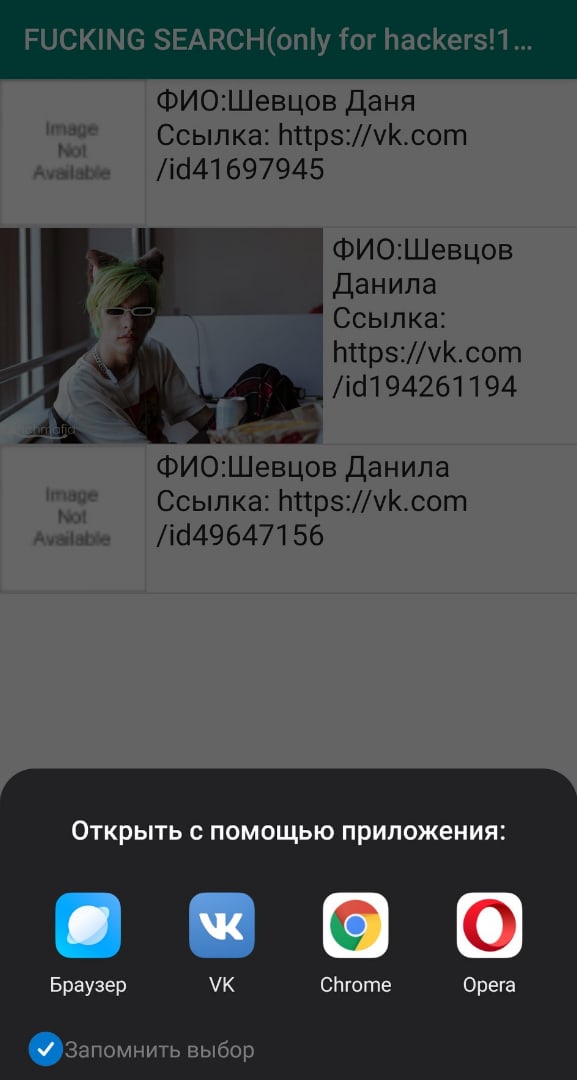 FUCKING SEARCH(only for hackers!1...
Image
Not
Available
ФИО:Шевцов Даня
Ссылка: https://vk.com
/id41697945
ФИО:Шевцов
Данила
Ссылка:
https://vk.com
/id194261194
Image
Not
Available
ФИО:Шевцов Данила
Ссылка: https://vk.com
/id49647156
Открыть с помощью приложения:
Браузер
VK
Chrome
Opera
Запомнить выбор